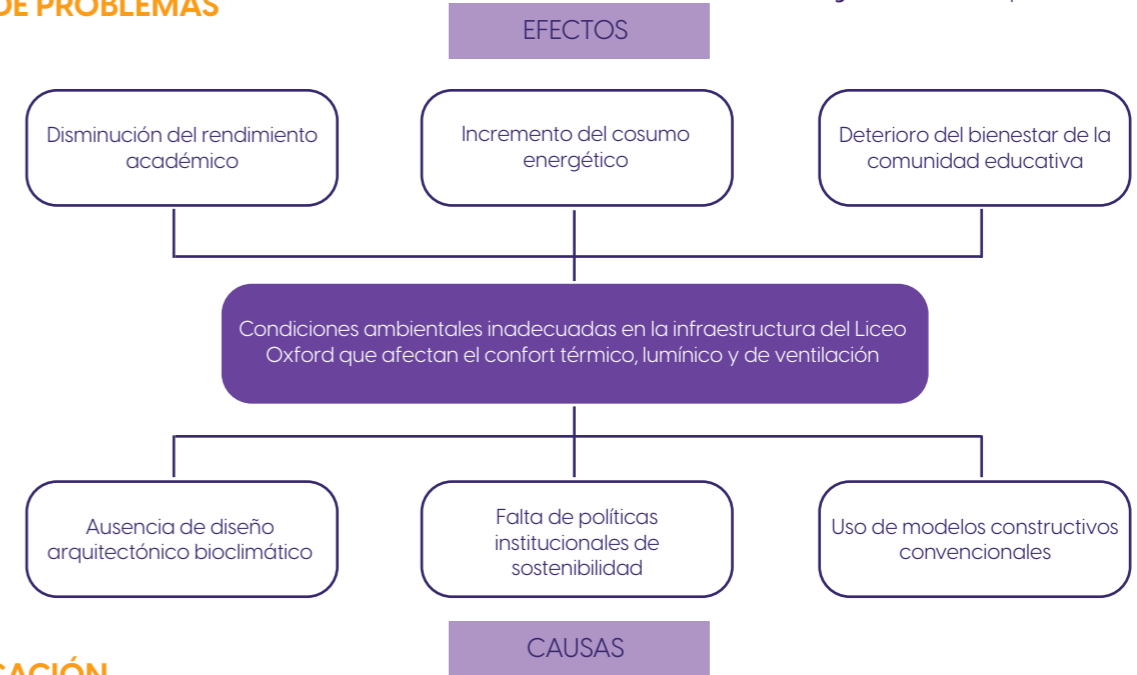 DE PROBLEMAS
EFECTOS
Disminución del rendimiento
académico
Incremento del cosumo
energético
Deterioro del bienestar de la
comunidad educativa
Condiciones ambientales inadecuadas en la infraestructura del Liceo
Oxford que afectan el confort térmico, lumínico y de ventilación
Ausencia de diseño
arquitectónico bioclimático
Falta de políticas
institucionales de
sostenibilidad
Uso de modelos constructivos
convencionales
CAUSAS